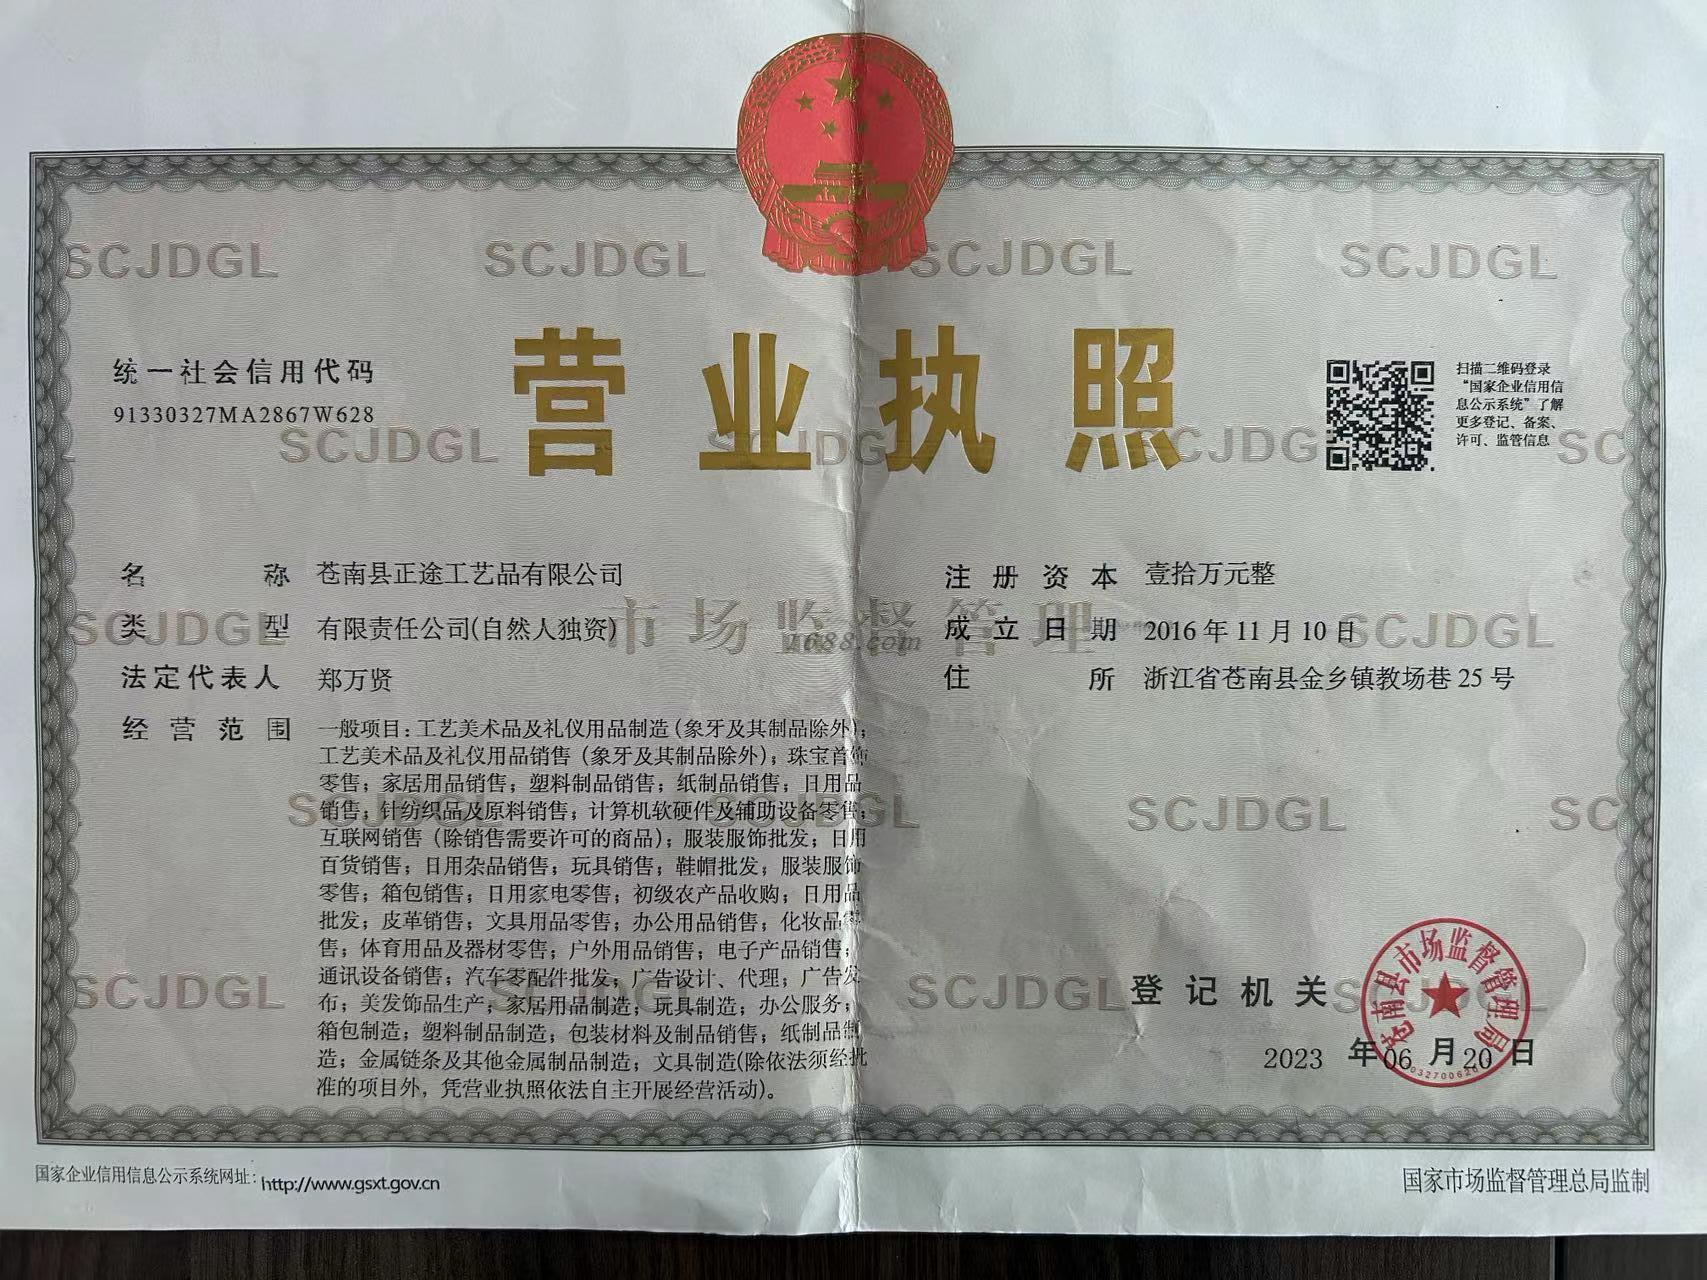 SCJDGL SCJDGL SCJDGL SCJDGL
营业执照
统一社会信用代码
91330327MA2867W628
扫描二维码登录
“国家企业信用信
息公示系统”了解
更多登记、备案、
许可、监管信息
SCJDGL SCJDGL SCJDGL SC
名称 苍南县正途工艺品有限公司
类型 有限责任公司(自然人独资)
法定代表人 郑万贤
经营范围 一般项目:工艺美术品及礼仪用品制造(象牙及其制品除外);
工艺美术品及礼仪用品销售(象牙及其制品除外);珠宝首饰
零售;家居用品销售;塑料制品销售;纸制品销售;日用品
销售;针纺织品及原料销售;计算机软硬件及辅助设备零售;
互联网销售(除销售需要许可的商品);服装服饰批发;日用
百货销售;日用杂品销售;玩具销售;鞋帽批发;服装服饰
零售;箱包销售;日用家电零售;初级农产品收购;日用品
批发;皮革销售;文具用品零售;办公用品销售;化妆品零
售;体育用品及器材零售;户外用品销售;电子产品销售;
通讯设备销售;汽车零配件批发;广告设计、代理;广告发
布;美发饰品生产;家居用品制造;玩具制造;办公服务;
箱包制造;塑料制品制造;包装材料及制品销售;纸制品制
造;金属链条及其他金属制品制造;文具制造(除依法须经批
准的项目外,凭营业执照依法自主开展经营活动)。
注册资本 壹拾万元整
成立日期 2016年11月10日
住所 浙江省苍南县金乡镇教场巷25号
市场监督管理
1688.com
SCJDGL SCJDGL
SCJDGL SCJDGL SCJDGL SC
SCJDGL SCJDGL SCJDGL SCJDGL
登记机关
苍南县市场监督管理局
2023年06月20日
国家企业信用信息公示系统网址:http://www.gsxt.gov.cn
国家市场监督管理总局监制